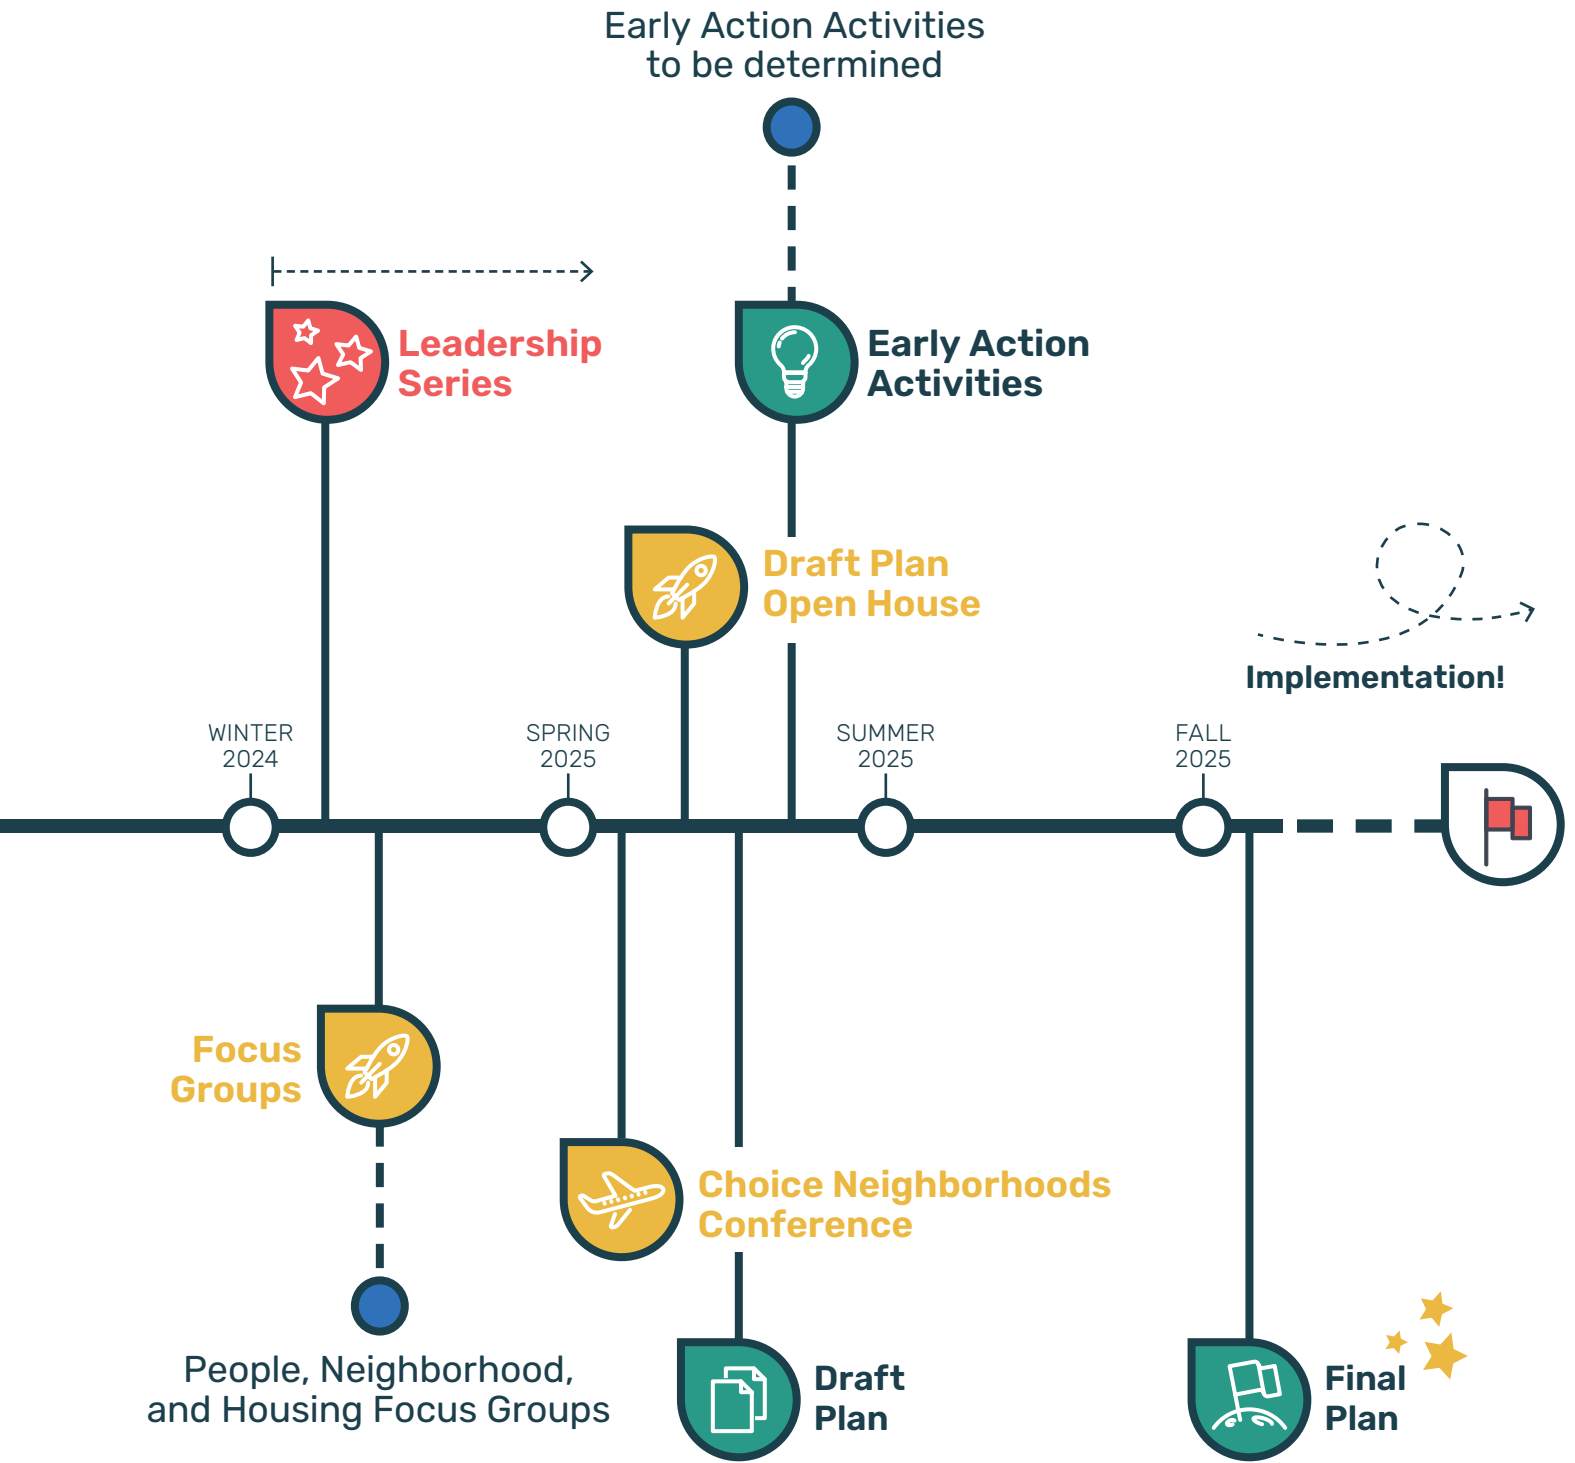 Early Action Activities
to be determined
Leadership
Series
Early Action
Activities
Draft Plan
Open House
Implementation!
WINTER
2024
SPRING
2025
SUMMER
2025
FALL
2025
Focus
Groups
Choice Neighborhoods
Conference
People, Neighborhood,
and Housing Focus Groups
Draft
Plan
Final
Plan